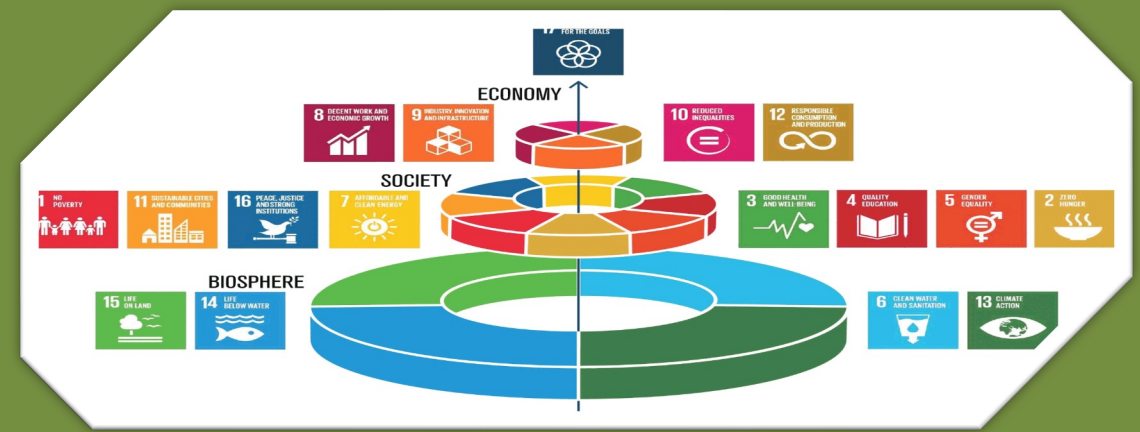 17
FOR THE GOALS
ECONOMY
8 DECENT WORK AND
ECONOMIC GROWTH
9 INDUSTRY, INNOVATION
AND INFRASTRUCTURE
10 REDUCED
INEQUALITIES
12 RESPONSIBLE
CONSUMPTION
AND PRODUCTION
SOCIETY
1 NO
POVERTY
11 SUSTAINABLE CITIES
AND COMMUNITIES
16 PEACE, JUSTICE
AND STRONG
INSTITUTIONS
7 AFFORDABLE AND
CLEAN ENERGY
3 GOOD HEALTH
AND WELL-BEING
4 QUALITY
EDUCATION
5 GENDER
EQUALITY
2 ZERO
HUNGER
BIOSPHERE
15 LIFE
ON LAND
14 LIFE
BELOW WATER
6 CLEAN WATER
AND SANITATION
13 CLIMATE
ACTION